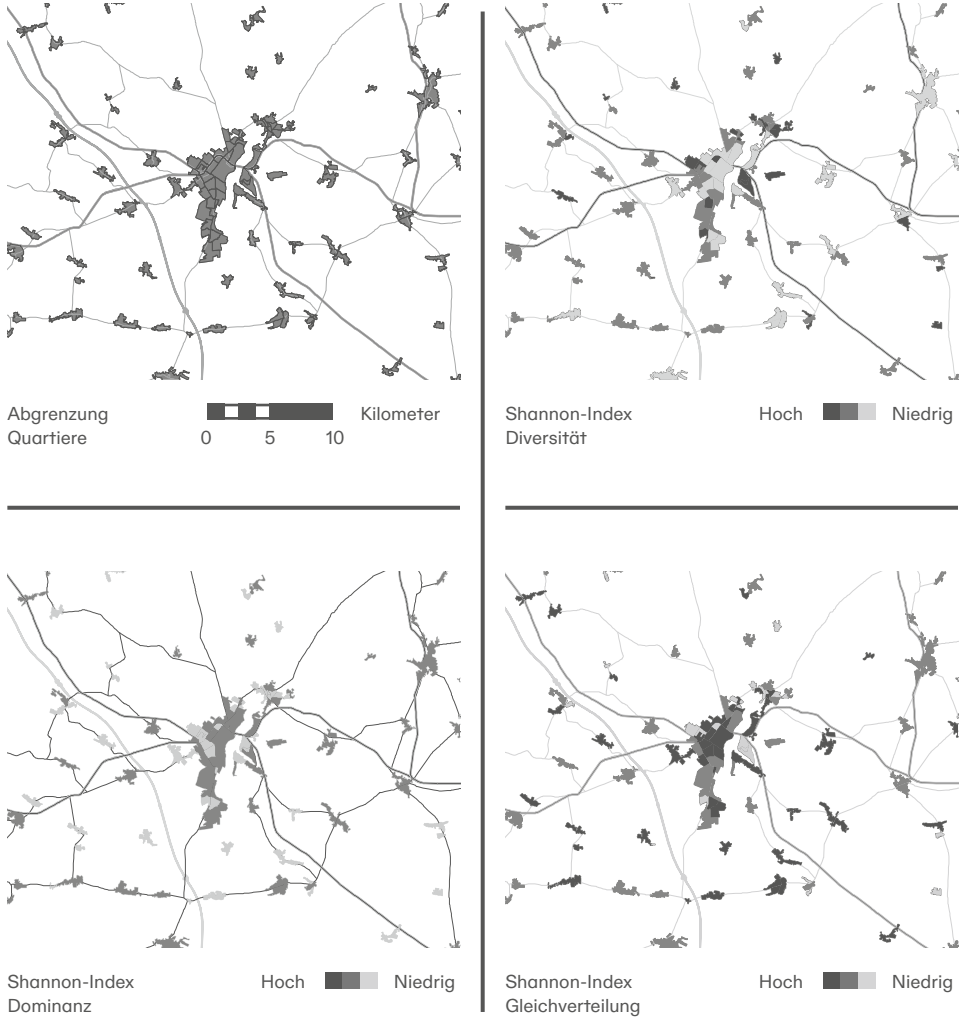 Abgrenzung
Quartiere
Kilometer
0 5 10
Shannon-Index
Diversität
Hoch Niedrig
Shannon-Index
Dominanz
Hoch Niedrig
Shannon-Index
Gleichverteilung
Hoch Niedrig